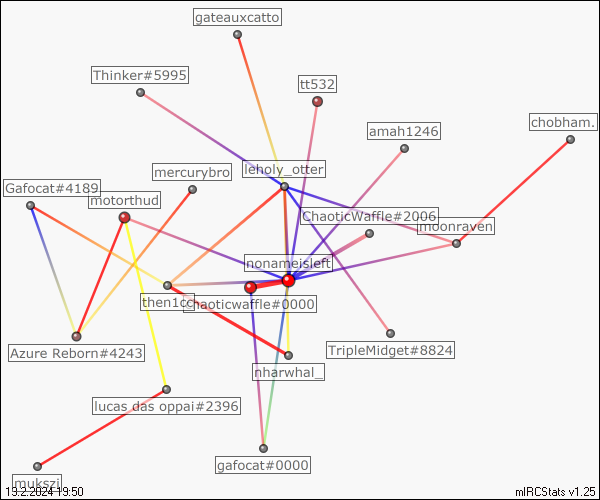 gateauxcatto
Thinker#5995
tt532
chobham.
amah1246
mercurybro
leholy_otter
Gafocat#4189
motorthud
ChaoticWaffle#2006
moonraven
nonameisleft
then1cc
chaoticwaffle#0000
Azure Reborn#4243
TripleMidget#8824
nharwhal_
lucas das oppai#2396
gafocat#0000
mukszi
13.2.2024 19:50
mIRCStats v1.25